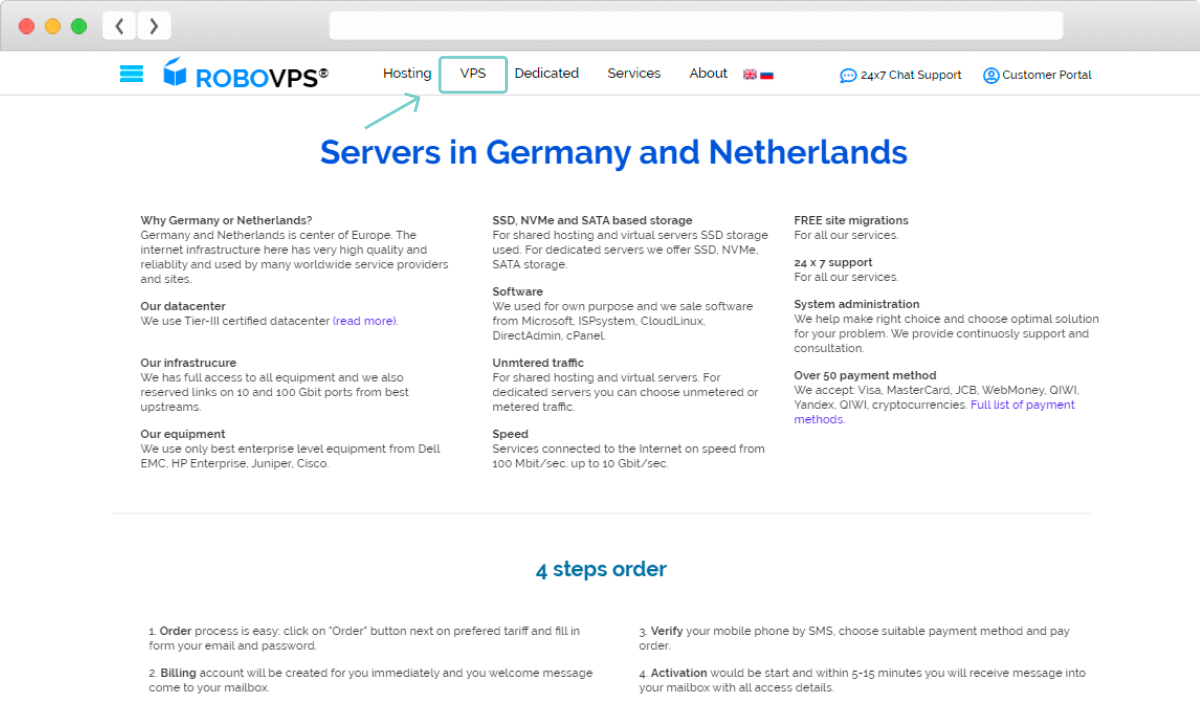 ROBOVPS®
Hosting
VPS
Dedicated
Services
About
24x7 Chat Support
Customer Portal
Servers in Germany and Netherlands
Why Germany or Netherlands?
Germany and Netherlands is center of Europe. The
internet infrastructure here has very high quality and
reliablity and used by many worldwide service providers
and sites.
Our datacenter
We use Tier-III certified datacenter (read more).
Our infrastrucure
We has full access to all equipment and we also
reserved links on 10 and 100 Gbit ports from best
upstreams.
Our equipment
We use only best enterprise level equipment from Dell
EMC, HP Enterprise, Juniper, Cisco.
SSD, NVMe and SATA based storage
For shared hosting and virtual servers SSD storage
used. For dedicated servers we offer SSD, NVMe,
SATA storage.
Software
We used for own purpose and we sale software
from Microsoft, ISPsystem, CloudLinux,
DirectAdmin, cPanel.
Unmtered traffic
For shared hosting and virtual servers. For
dedicated servers you can choose unmetered or
metered traffic.
Speed
Services connected to the Internet on speed from
100 Mbit/sec. up to 10 Gbit/sec.
FREE site migrations
For all our services.
24 x 7 support
For all our services.
System administration
We help make right choice and choose optimal solution
for your problem. We provide continuosly support and
consultation.
Over 50 payment method
We accept: Visa, MasterCard, JCB, WebMoney, QIWI,
Yandex, QIWI, cryptocurrencies. Full list of payment
methods.
4 steps order
1. Order process is easy: click on "Order" button next on prefered tariff and fill in
form your email and password.
2. Billing account will be created for you immediately and you welcome message
come to your mailbox.
3. Verify your mobile phone by SMS, choose suitable payment method and pay
order.
4. Activation would be start and within 5-15 minutes you will receive message into
your mailbox with all access details.